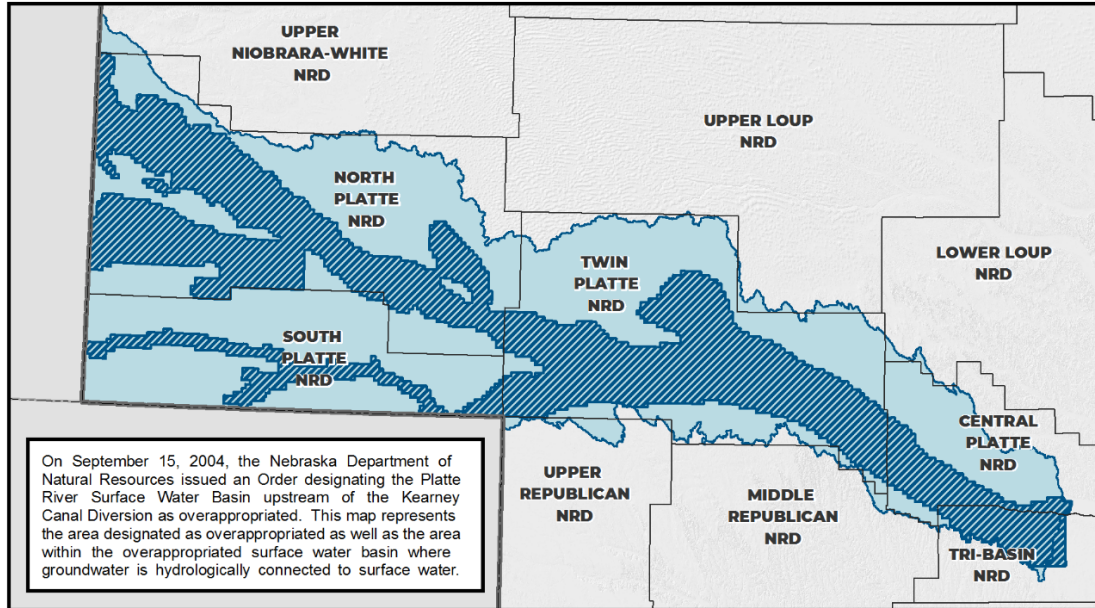 UPPER
NIOBRARA-WHITE
NRD
UPPER LOUP
NRD
NORTH
PLATTE
NRD
LOWER LOUP
NRD
TWIN
PLATTE
NRD
SOUTH
PLATTE
NRD
CENTRAL
PLATTE
NRD
UPPER
REPUBLICAN
NRD
MIDDLE
REPUBLICAN
NRD
TRI-BASIN
NRD
On September 15, 2004, the Nebraska Department of
Natural Resources issued an Order designating the Platte
River Surface Water Basin upstream of the Kearney
Canal Diversion as overappropriated. This map represents
the area designated as overappropriated as well as the area
within the overappropriated surface water basin where
groundwater is hydrologically connected to surface water.